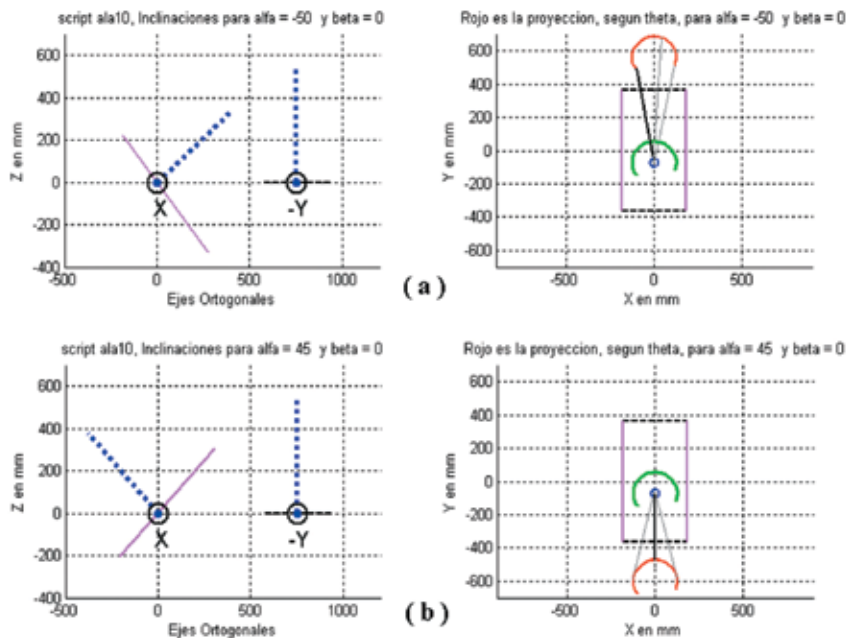 script ala10, Inclinaciones para alfa = -50 y beta = 0
Z en mm
600
400
200
0
-200
-400
-500
0
500
1000
X
-Y
Ejes Ortogonales
Rojo es la proyeccion, segun theta, para alfa = -50 y beta = 0
Y en mm
600
400
200
0
-200
-400
-600
-500
0
500
X en mm
( a )
script ala10, Inclinaciones para alfa = 45 y beta = 0
Z en mm
600
400
200
0
-200
-400
-500
0
500
1000
X
-Y
Ejes Ortogonales
Rojo es la proyeccion, segun theta, para alfa = 45 y beta = 0
Y en mm
600
400
200
0
-200
-400
-600
-500
0
500
X en mm
( b )